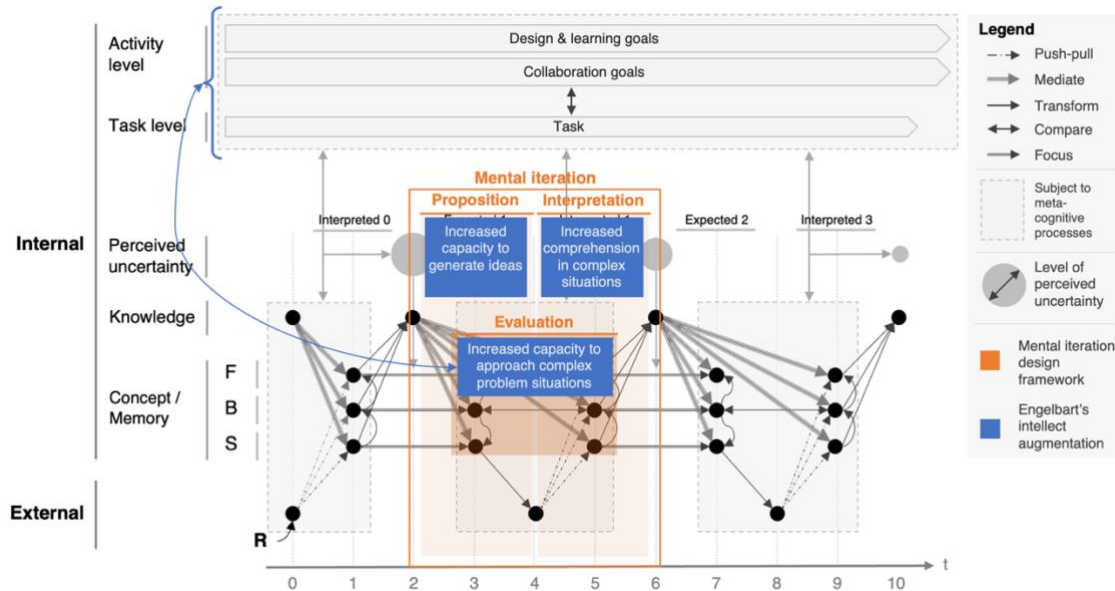 Activity
level
Design & learning goals
Collaboration goals
Task level
Task
Legend
Push-pull
Mediate
Transform
Compare
Focus
Subject to
meta-
cognitive
processes
Level of
perceived
uncertainty
Mental iteration
design
framework
Engelbart's
intellect
augmentation
Mental iteration
Proposition
Interpretation
Interpreted 0
Expected 2
Interpreted 3
Internal
Perceived
uncertainty
Increased
capacity to
generate ideas
Increased
comprehension
in complex
situations
Knowledge
Evaluation
Increased capacity to
approach complex
problem situations
Concept /
Memory
F
B
S
External
R
t
0 1 2 3 4 5 6 7 8 9 10